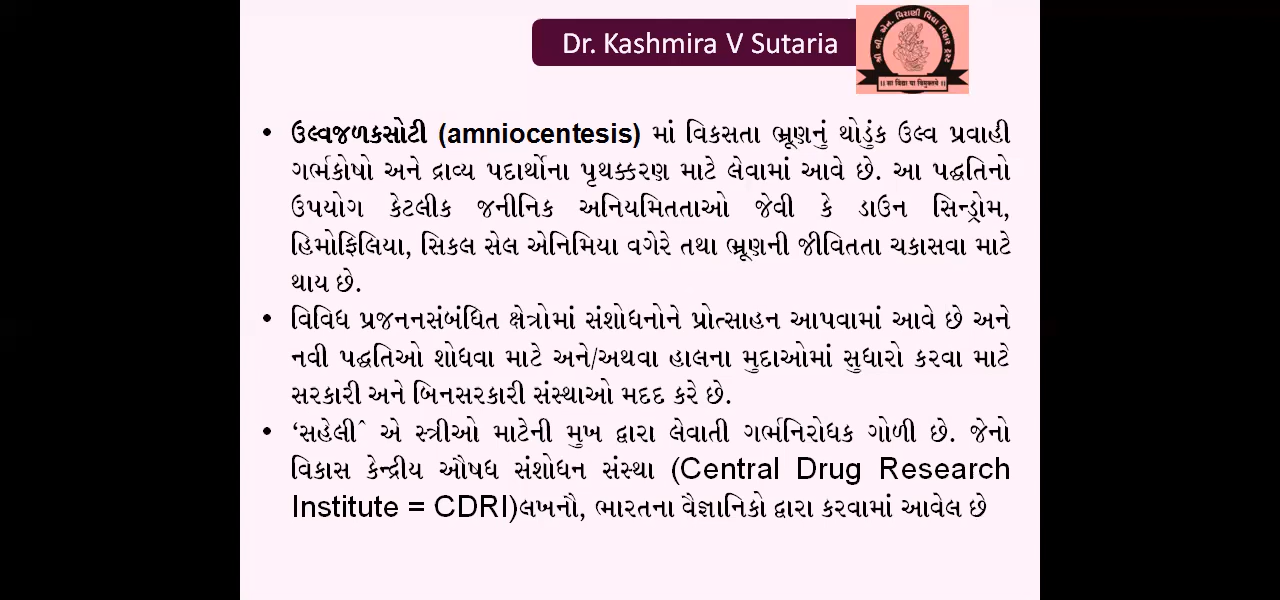 Dr. Kashmira V Sutaria
શ્રી વી. એન. વિરાણી વિદ્યા વિહાર ટ્રસ્ટ
|| સા વિદ્યા યા વિમુક્તયે ||
• ઉલ્વજળકસોટી (amniocentesis) માં વિકસતા ભ્રૂણનું થોડુંક ઉલ્વ પ્રવાહી
ગર્ભકોષો અને દ્રાવ્ય પદાર્થોના પૃથક્કરણ માટે લેવામાં આવે છે. આ પદ્ધતિનો
ઉપયોગ કેટલીક જનીનિક અનિયમિતતાઓ જેવી કે ડાઉન સિન્ડ્રોમ,
હિમોફિલિયા, સિકલ સેલ એનિમિયા વગેરે તથા ભ્રૂણની જીવિતતા ચકાસવા માટે
થાય છે.
• વિવિધ પ્રજનનસંબંધિત ક્ષેત્રોમાં સંશોધનોને પ્રોત્સાહન આપવામાં આવે છે અને
નવી પદ્ધતિઓ શોધવા માટે અને/અથવા હાલના મુદાઓમાં સુધારો કરવા માટે
સરકારી અને બિનસરકારી સંસ્થાઓ મદદ કરે છે.
• ‘સહેલી^ એ સ્ત્રીઓ માટેની મુખ દ્વારા લેવાતી ગર્ભનિરોધક ગોળી છે. જેનો
વિકાસ કેન્દ્રીય ઔષધ સંશોધન સંસ્થા (Central Drug Research
Institute = CDRI)લખનૌ, ભારતના વૈજ્ઞાનિકો દ્વારા કરવામાં આવેલ છે